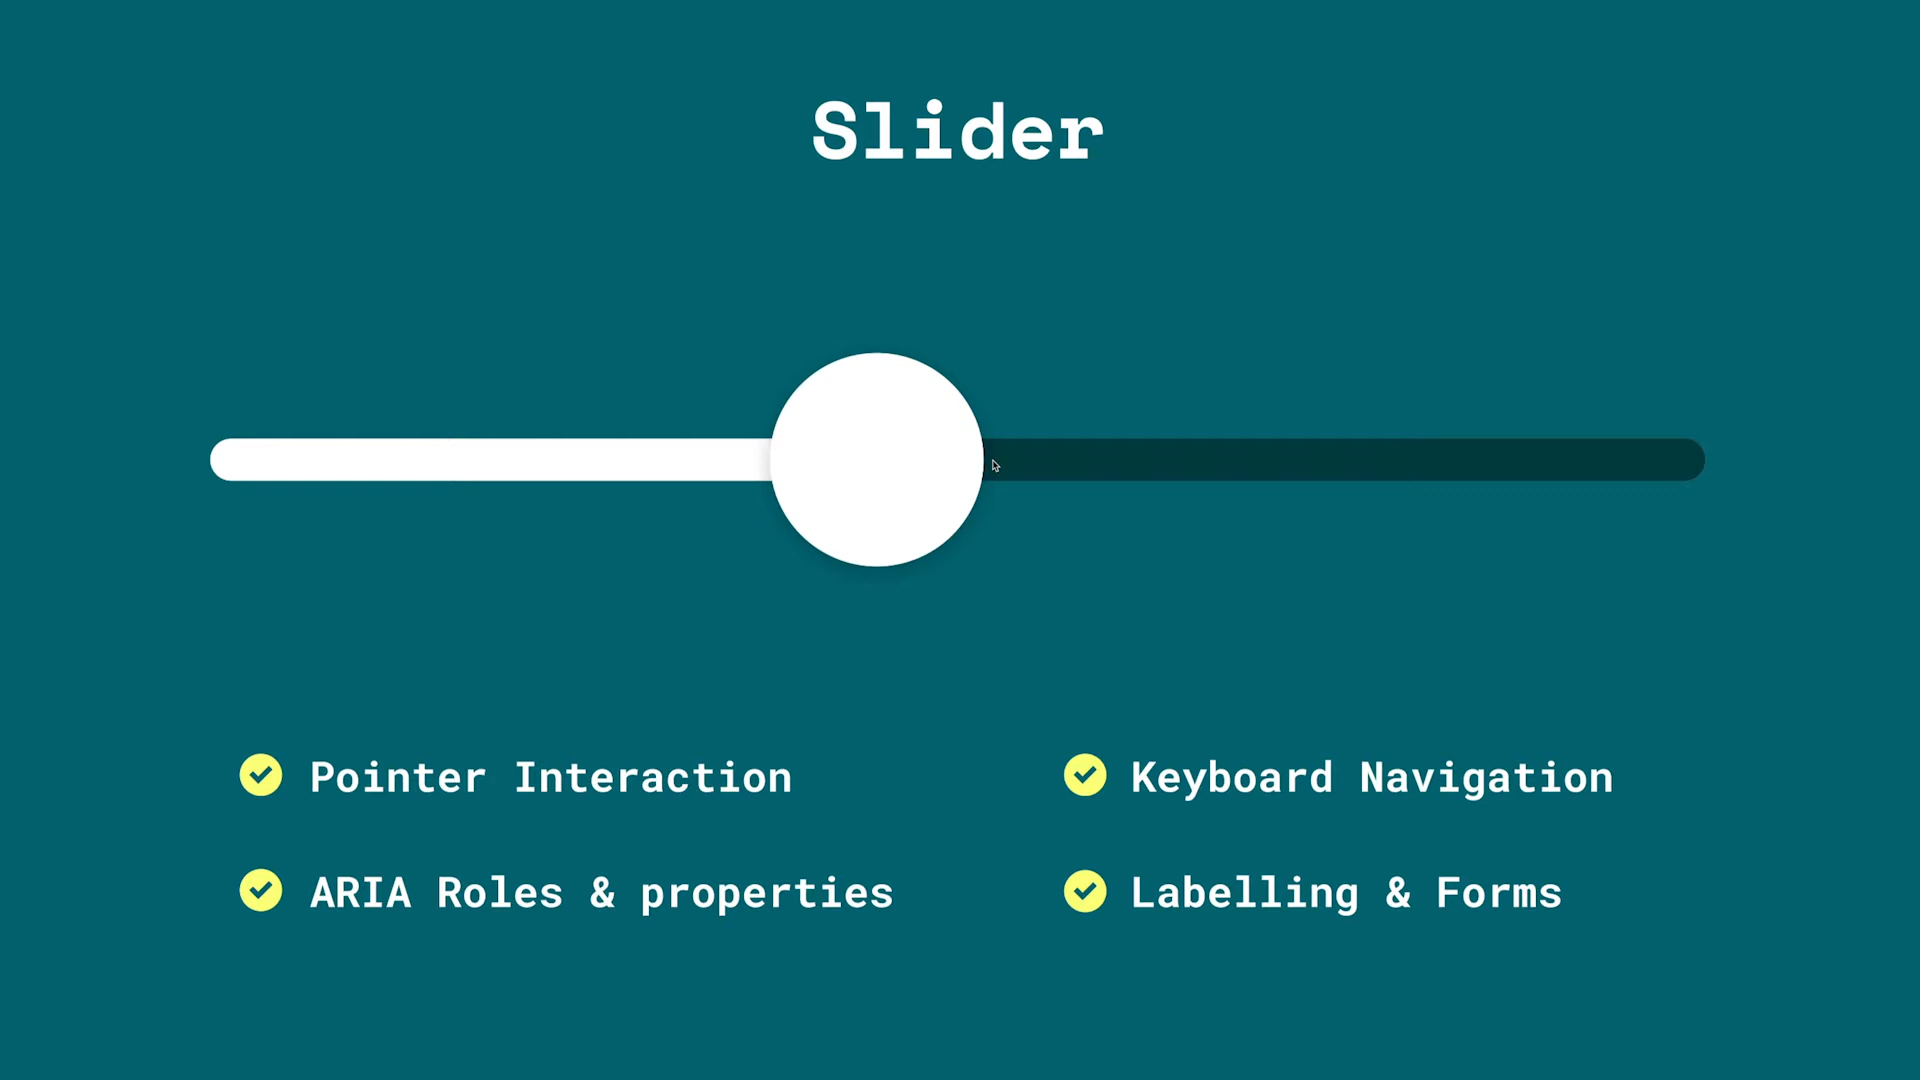 Slider
Pointer Interaction
Keyboard Navigation
ARIA Roles & properties
Labelling & Forms